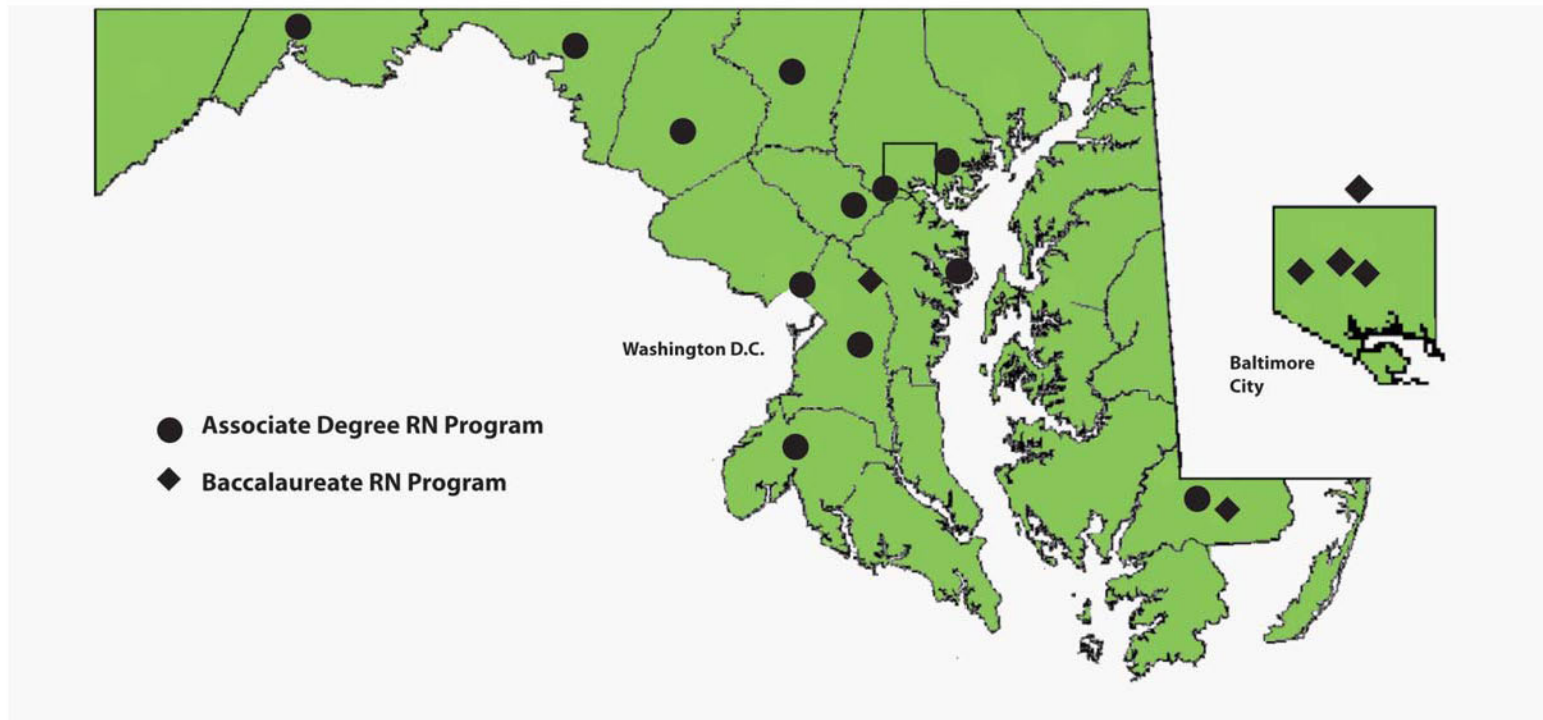 Washington D.C.
Baltimore
City
Associate Degree RN Program
Baccalaureate RN Program